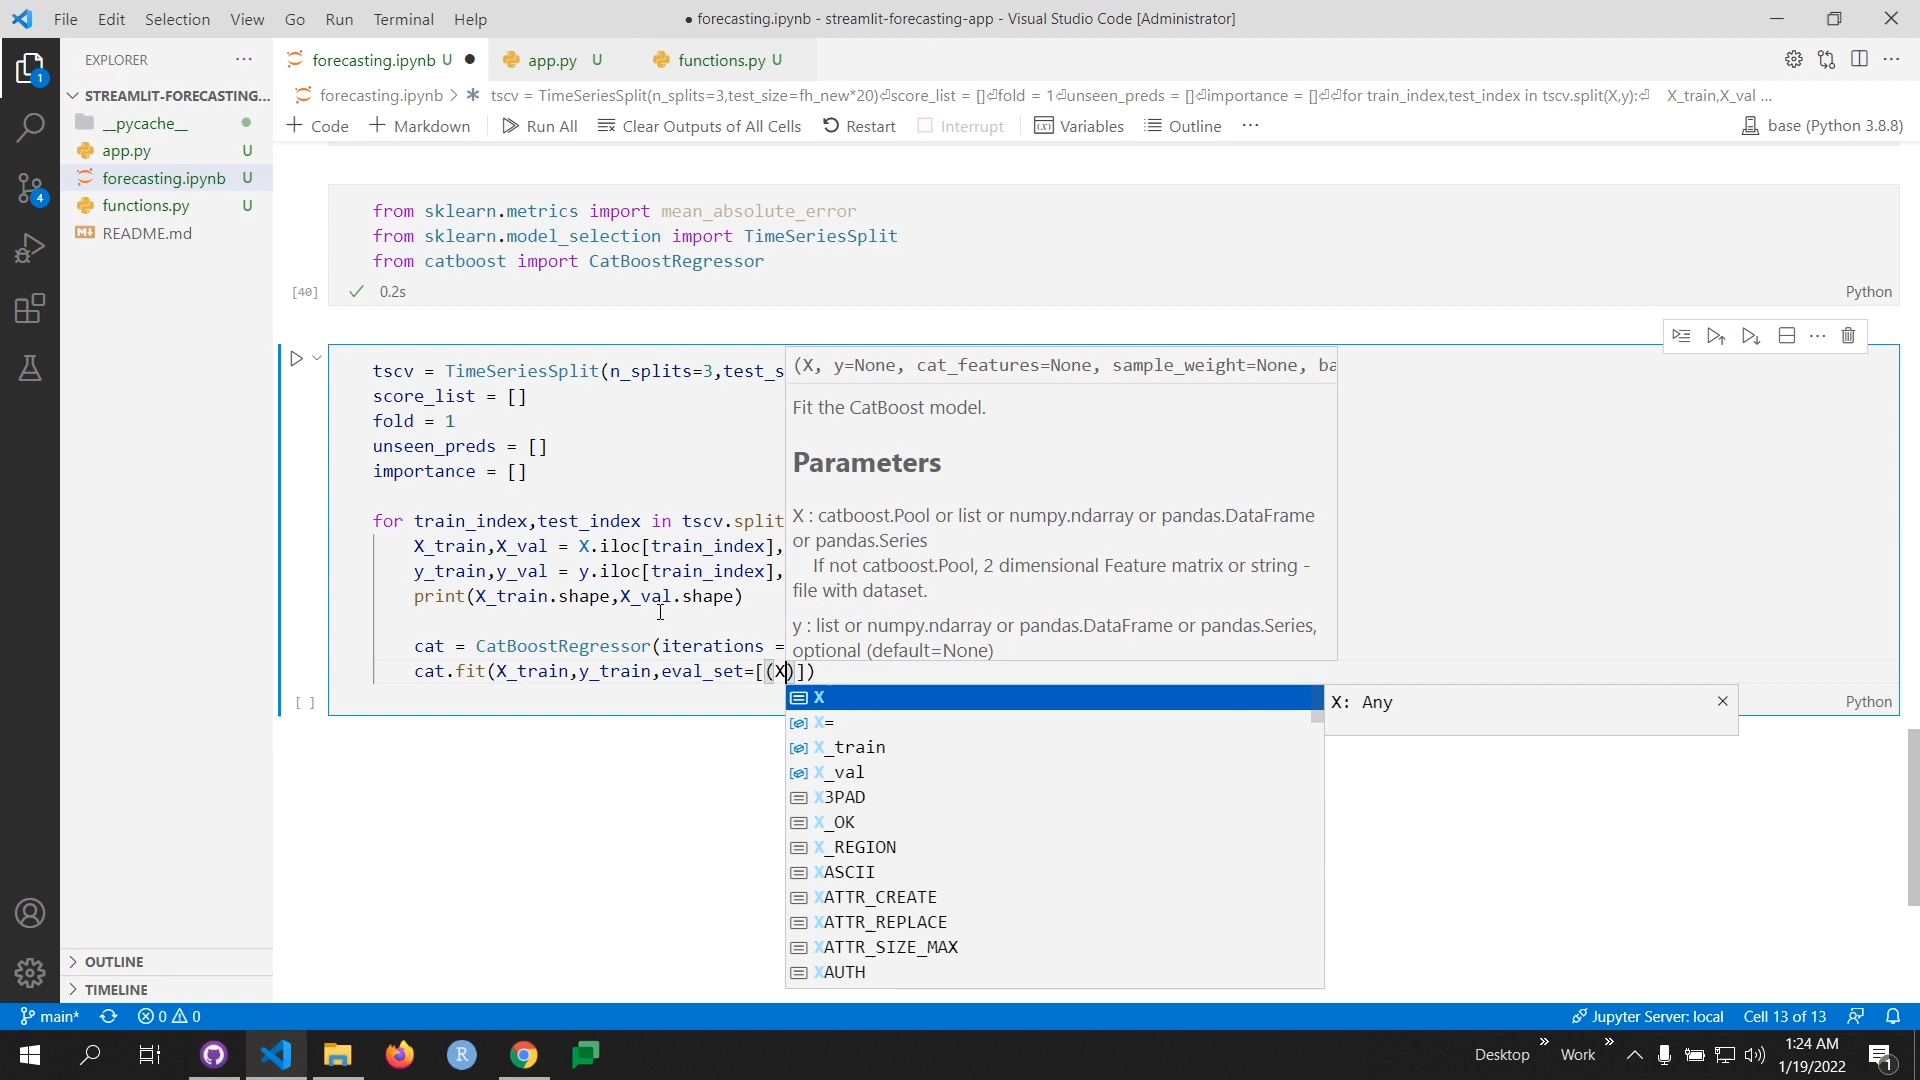 File Edit Selection View Go Run Terminal Help
● forecasting.ipynb - streamlit-forecasting-app - Visual Studio Code [Administrator]
EXPLORER
forecasting.ipynb U
app.py U
functions.py U
STREAMLIT-FORECASTING...
forecasting.ipynb > tscv = TimeSeriesSplit(n_splits=3,test_size=fh_new*20)⏎score_list = []⏎fold = 1⏎unseen_preds = []⏎importance = []⏎⏎for train_index,test_index in tscv.split(X,y):⏎ X_train,X_val ...
__pycache__
app.py U
forecasting.ipynb U
functions.py U
README.md
+ Code + Markdown Run All Clear Outputs of All Cells Restart Interrupt Variables Outline ... base (Python 3.8.8)
from sklearn.metrics import mean_absolute_error
from sklearn.model_selection import TimeSeriesSplit
from catboost import CatBoostRegressor
[40] ✓ 0.2s Python
tscv = TimeSeriesSplit(n_splits=3,test_s
score_list = []
fold = 1
unseen_preds = []
importance = []
for train_index,test_index in tscv.split
X_train,X_val = X.iloc[train_index],
y_train,y_val = y.iloc[train_index],
print(X_train.shape,X_val.shape)
cat = CatBoostRegressor(iterations =
cat.fit(X_train,y_train,eval_set=[(X)])
[ ] Python
(X, y=None, cat_features=None, sample_weight=None, ba
Fit the CatBoost model.
Parameters
X : catboost.Pool or list or numpy.ndarray or pandas.DataFrame
or pandas.Series
If not catboost.Pool, 2 dimensional Feature matrix or string -
file with dataset.
y : list or numpy.ndarray or pandas.DataFrame or pandas.Series,
optional (default=None)
X
X=
X_train
X_val
X3PAD
X_OK
X_REGION
XASCII
XATTR_CREATE
XATTR_REPLACE
XATTR_SIZE_MAX
XAUTH
X: Any
OUTLINE
TIMELINE
main* 0 0 Jupyter Server: local Cell 13 of 13
1
4
Desktop » Work » 1:24 AM
1/19/2022
1